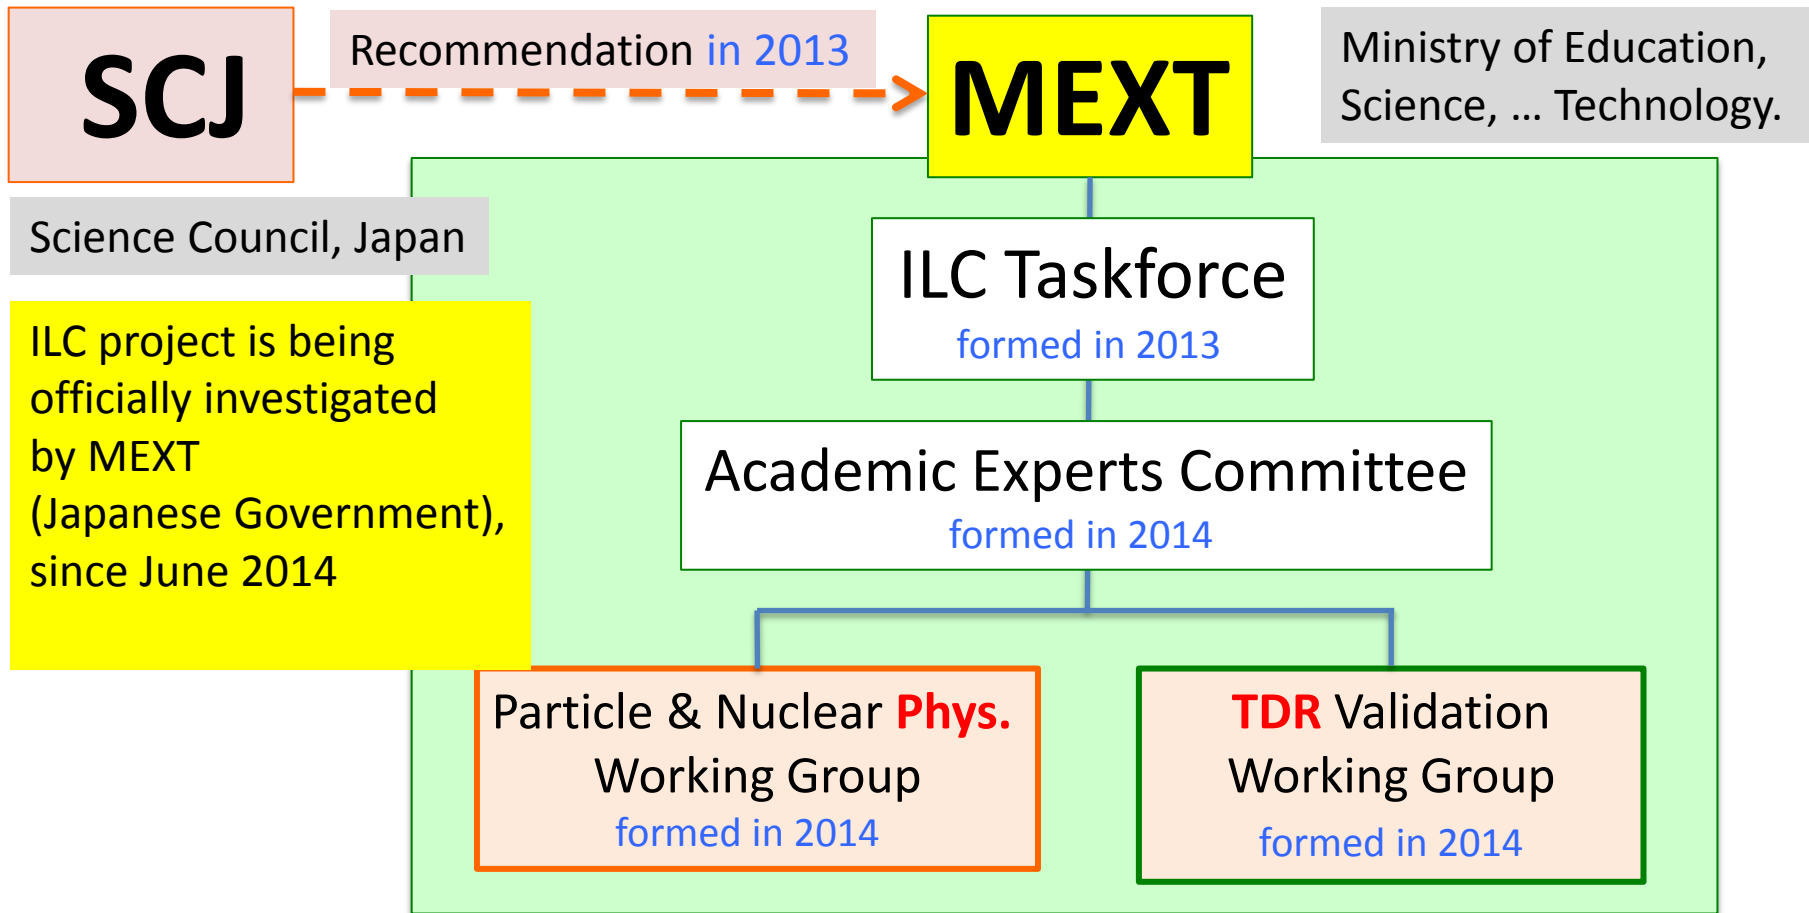 SCJ
Recommendation in 2013
MEXT
Ministry of Education,
Science, ... Technology.
Science Council, Japan
ILC project is being
officially investigated
by MEXT
(Japanese Government),
since June 2014
ILC Taskforce
formed in 2013
Academic Experts Committee
formed in 2014
Particle & Nuclear Phys.
Working Group
formed in 2014
TDR Validation
Working Group
formed in 2014